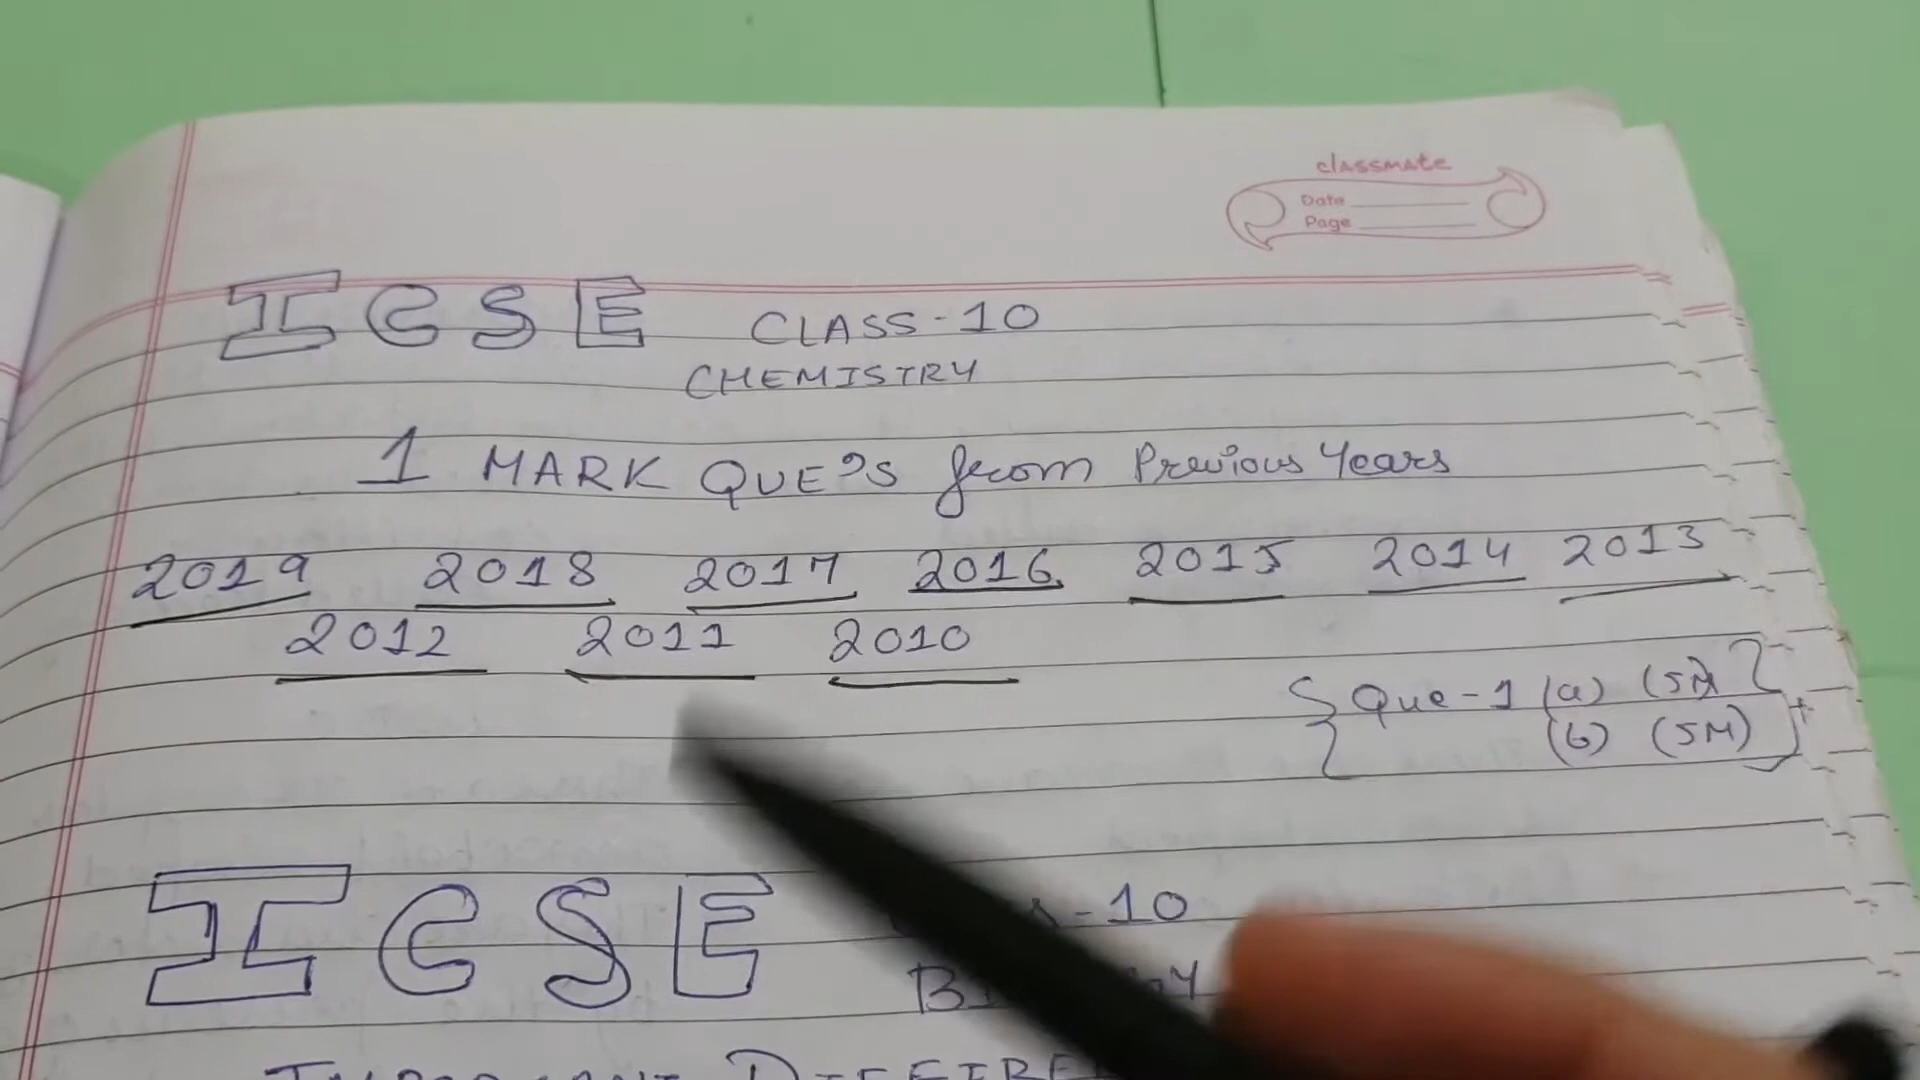 classmate
Date
Page
ICSE CLASS-10
CHEMISTRY
1 MARK QUE'S from Previous Years
2019 2018 2017 2016 2015 2014 2013
2012 2011 2010
{ Que-1 (a) (5M) }
(b) (5M)
ICSE -10